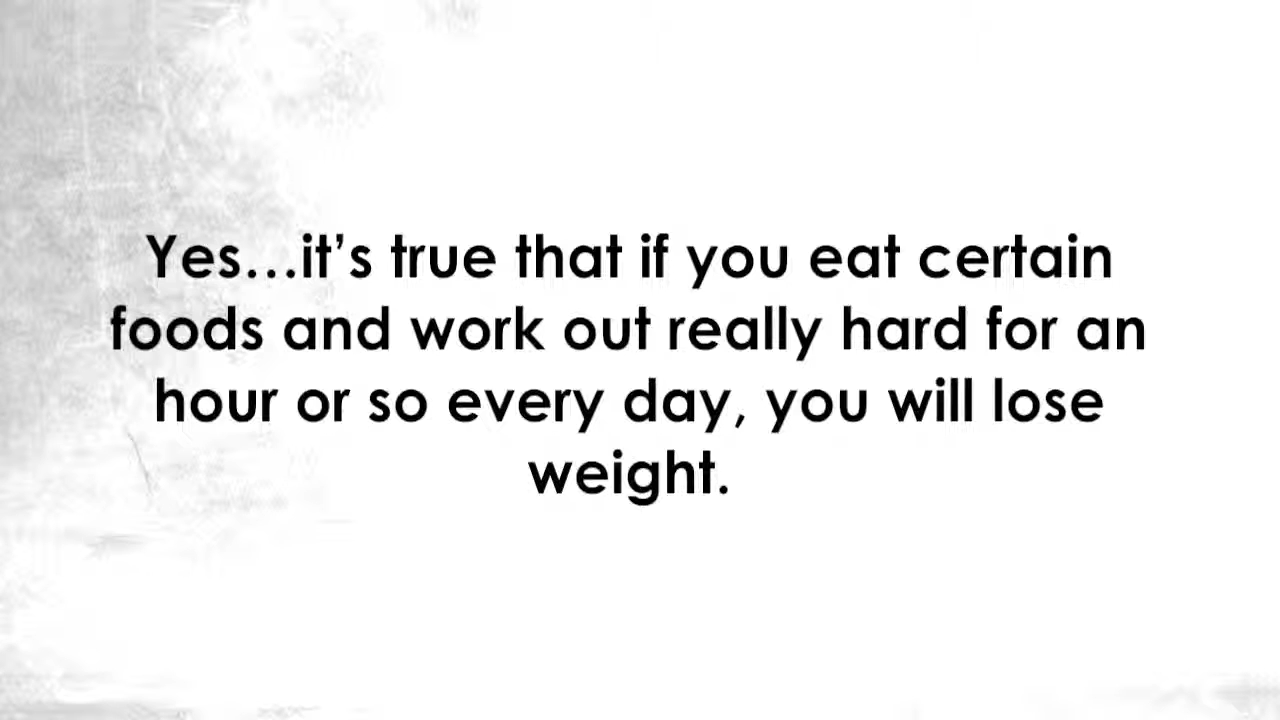 Yes…it’s true that if you eat certain
foods and work out really hard for an
hour or so every day, you will lose
weight.